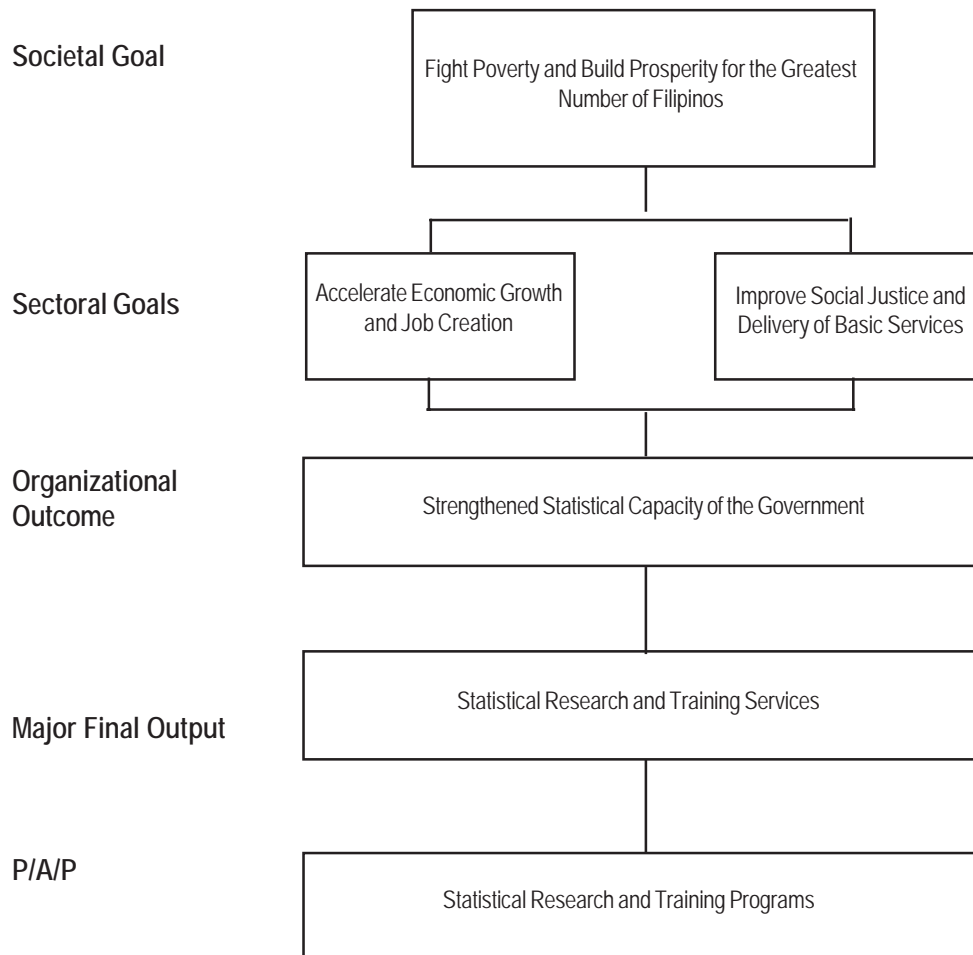 Societal Goal
Fight Poverty and Build Prosperity for the Greatest
Number of Filipinos
Sectoral Goals
Accelerate Economic Growth
and Job Creation
Improve Social Justice and
Delivery of Basic Services
Organizational
Outcome
Strengthened Statistical Capacity of the Government
Major Final Output
Statistical Research and Training Services
P/A/P
Statistical Research and Training Programs